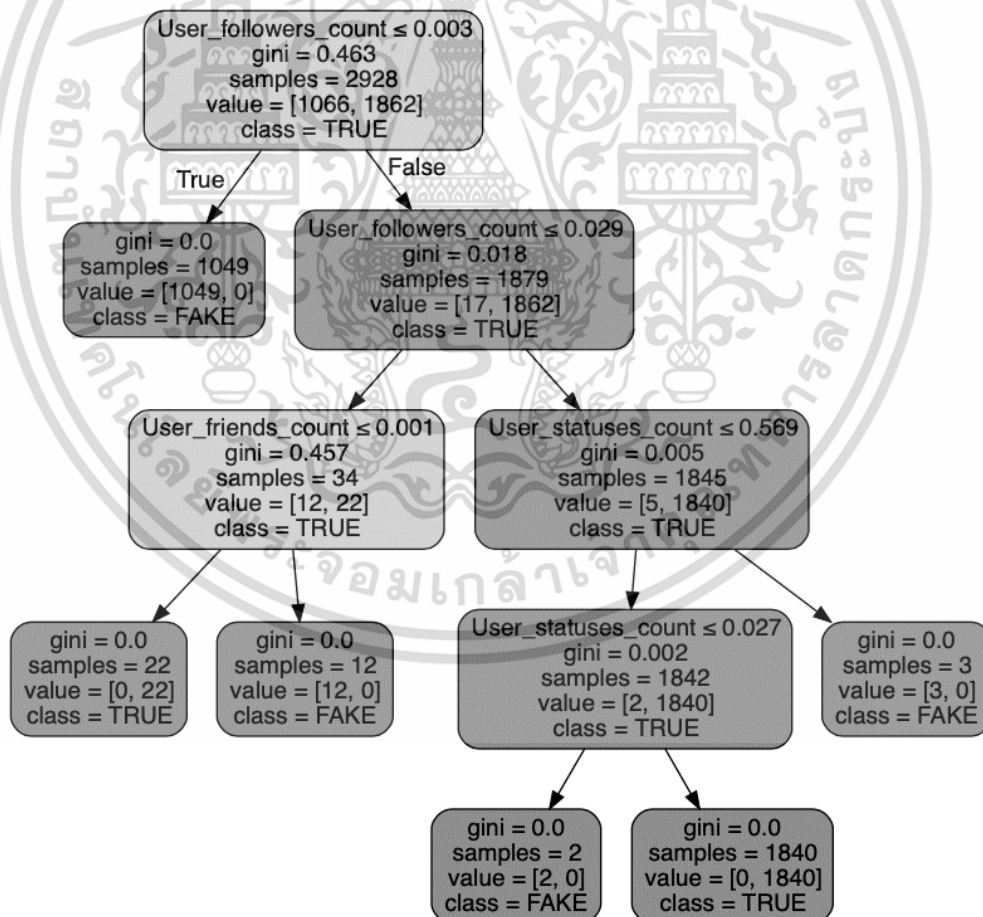 User_followers_count ≤ 0.003
gini = 0.463
samples = 2928
value = [1066, 1862]
class = TRUE
True
False
gini = 0.0
samples = 1049
value = [1049, 0]
class = FAKE
User_followers_count ≤ 0.029
gini = 0.018
samples = 1879
value = [17, 1862]
class = TRUE
User_friends_count ≤ 0.001
gini = 0.457
samples = 34
value = [12, 22]
class = TRUE
User_statuses_count ≤ 0.569
gini = 0.005
samples = 1845
value = [5, 1840]
class = TRUE
gini = 0.0
samples = 22
value = [0, 22]
class = TRUE
gini = 0.0
samples = 12
value = [12, 0]
class = FAKE
User_statuses_count ≤ 0.027
gini = 0.002
samples = 1842
value = [2, 1840]
class = TRUE
gini = 0.0
samples = 3
value = [3, 0]
class = FAKE
gini = 0.0
samples = 2
value = [2, 0]
class = FAKE
gini = 0.0
samples = 1840
value = [0, 1840]
class = TRUE